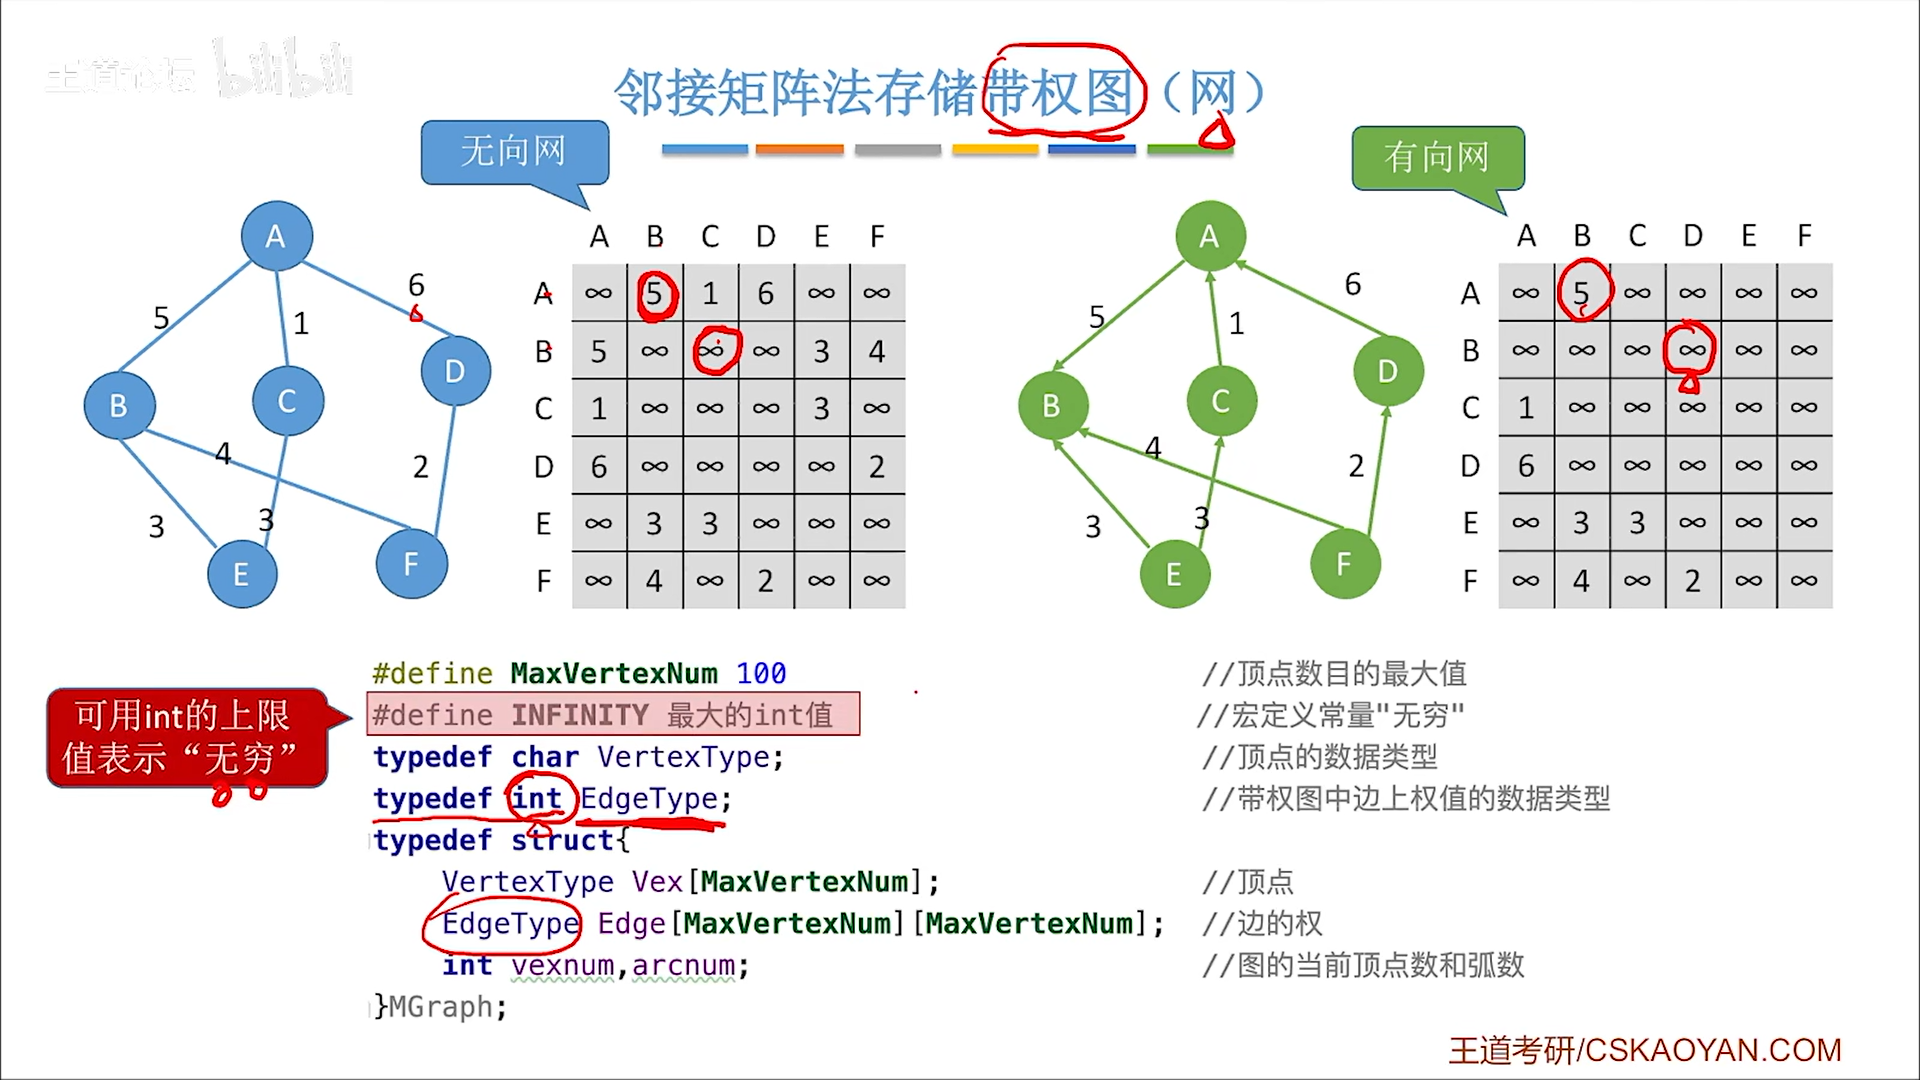 王道论坛 bilibili
邻接矩阵法存储带权图（网）
无向网
有向网
A
5
1
6
B
C
D
4
2
3
3
E
F
A B C D E F
A ∞ 5 1 6 ∞ ∞
B 5 ∞ ∞ ∞ 3 4
C 1 ∞ ∞ ∞ 3 ∞
D 6 ∞ ∞ ∞ ∞ 2
E ∞ 3 3 ∞ ∞ ∞
F ∞ 4 ∞ 2 ∞ ∞
A
5
1
6
B
C
D
4
2
3
3
E
F
A B C D E F
A ∞ 5 ∞ ∞ ∞ ∞
B ∞ ∞ ∞ ∞ ∞ ∞
C 1 ∞ ∞ ∞ ∞ ∞
D 6 ∞ ∞ ∞ ∞ ∞
E ∞ 3 3 ∞ ∞ ∞
F ∞ 4 ∞ 2 ∞ ∞
可用int的上限
值表示“无穷”
#define MaxVertexNum 100 //顶点数目的最大值
#define INFINITY 最大的int值 //宏定义常量"无穷"
typedef char VertexType; //顶点的数据类型
typedef int EdgeType; //带权图中边上权值的数据类型
typedef struct{
VertexType Vex[MaxVertexNum]; //顶点
EdgeType Edge[MaxVertexNum][MaxVertexNum]; //边的权
int vexnum,arcnum; //图的当前顶点数和弧数
}MGraph;
王道考研/CSKAOYAN.COM